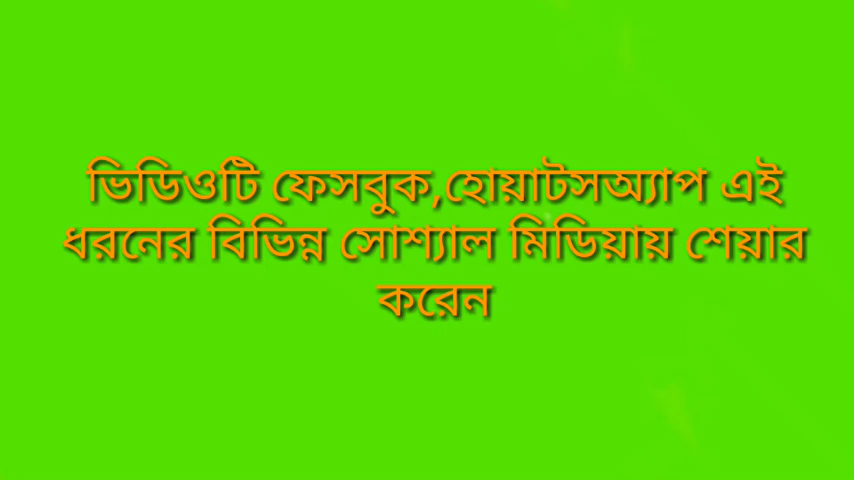 ভিডিওটি ফেসবুক,হোয়াটসঅ্যাপ এই
ধরনের বিভিন্ন সোশ্যাল মিডিয়ায় শেয়ার
করেন